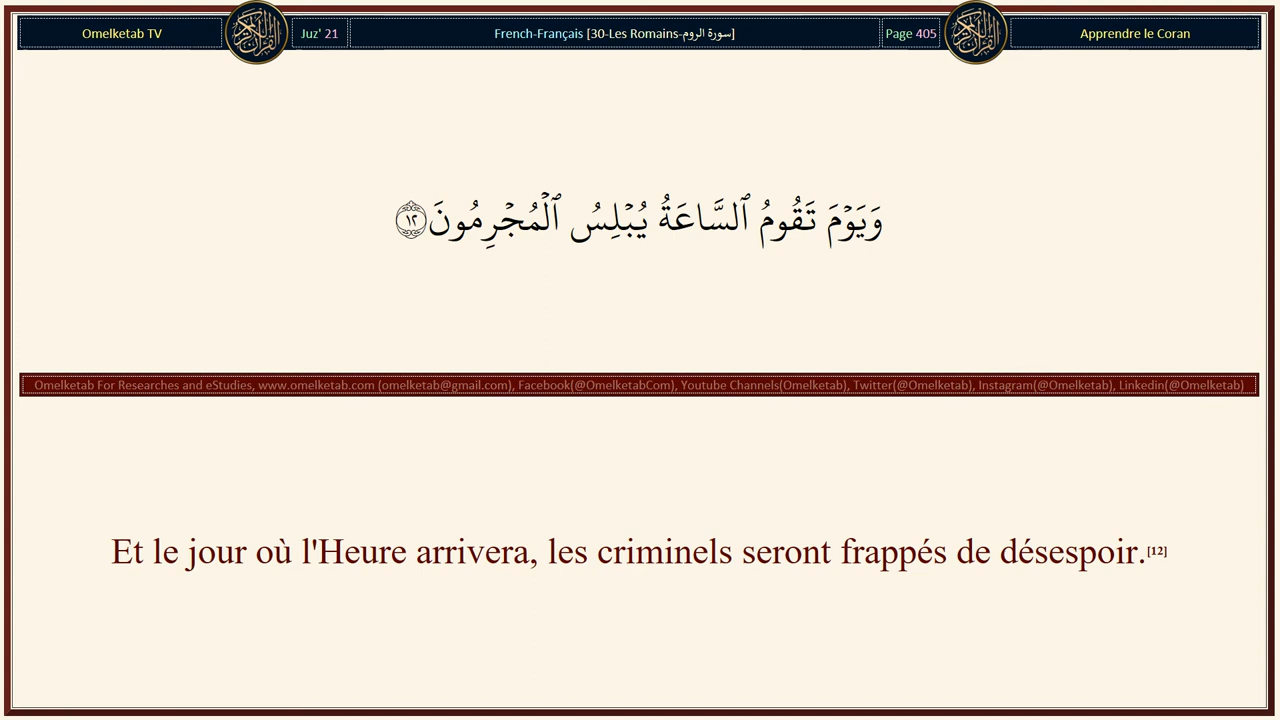 Omelketab TV
Juz' 21
French-Français [30-Les Romains-سورة الروم]
Page 405
Apprendre le Coran
وَيَوۡمَ تَقُومُ ٱلسَّاعَةُ يُبۡلِسُ ٱلۡمُجۡرِمُونَ ١٢
Omelketab For Researches and eStudies, www.omelketab.com (omelketab@gmail.com), Facebook(@OmelketabCom), Youtube Channels(Omelketab), Twitter(@Omelketab), Instagram(@Omelketab), Linkedin(@Omelketab)
Et le jour où l'Heure arrivera, les criminels seront frappés de désespoir.[12]